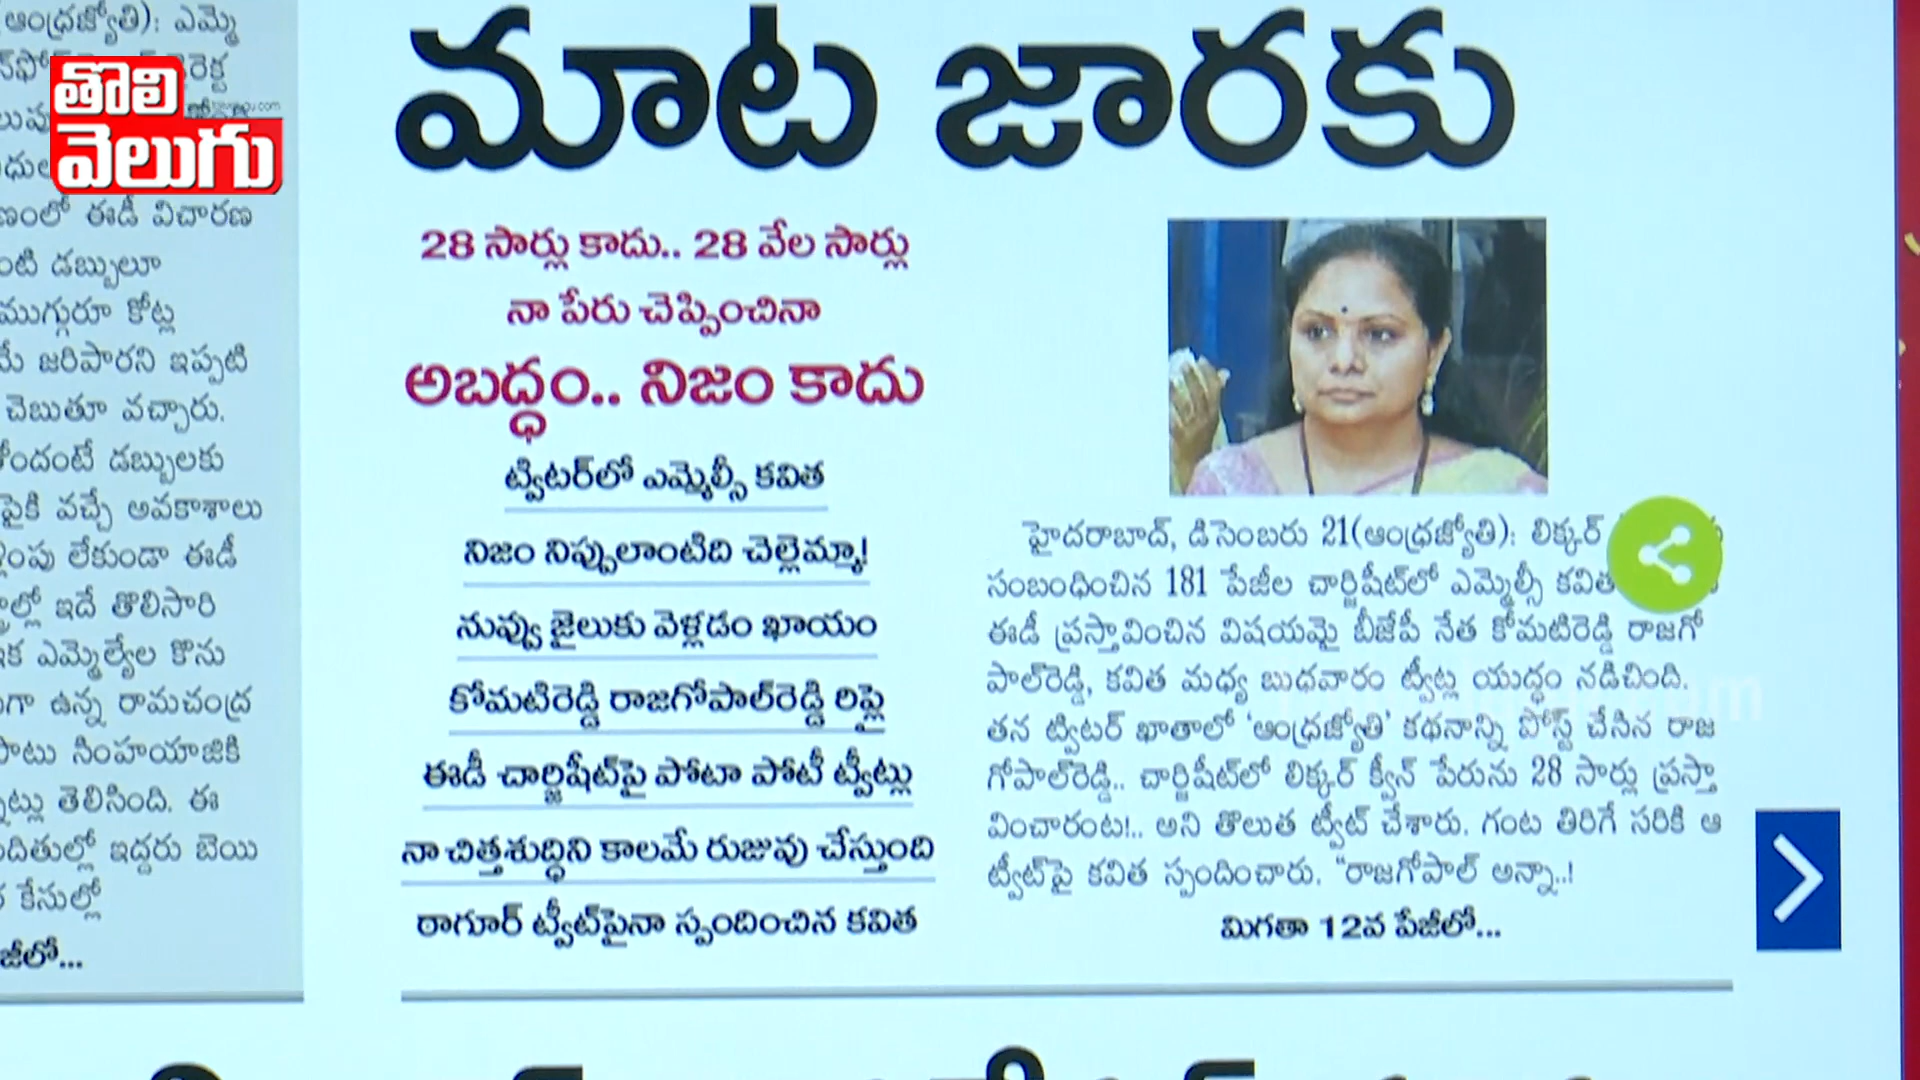 (ఆంధ్రజ్యోతి): ఎమ్మె
తొలి
వెలుగు
ఈడీ విచారణ
డబ్బులూ
ముగ్గురూ కోట్ల
జరిపారని ఇప్పటి
చెబుతూ వచ్చారు.
డబ్బులకు
పైకి వచ్చే అవకాశాలు
లేకుండా ఈడీ
ఇదే తొలిసారి
ఎమ్మెల్యేల కొను
గా ఉన్న రామచంద్ర
సింహయాజికి
తెలిసింది. ఈ
ఇద్దరు బెయి
కేసుల్లో
మాట జారకు
28 సార్లు కాదు.. 28 వేల సార్లు
నా పేరు చెప్పించినా
అబద్ధం.. నిజం కాదు
ట్విటర్‌లో ఎమ్మెల్సీ కవిత
నిజం నిప్పులాంటిది చెల్లెమ్మా!
నువ్వు జైలుకు వెళ్లడం ఖాయం
కోమటిరెడ్డి రాజగోపాల్‌రెడ్డి రిప్లై
ఈడీ చార్జిషీట్‌పై పోటా పోటీ ట్వీట్లు
నా చిత్తశుద్ధిని కాలమే రుజువు చేస్తుంది
ఠాగూర్ ట్వీట్‌పైనా స్పందించిన కవిత
హైదరాబాద్, డిసెంబరు 21(ఆంధ్రజ్యోతి): లిక్కర్
సంబంధించిన 181 పేజీల చార్జిషీట్‌లో ఎమ్మెల్సీ కవిత
ఈడీ ప్రస్తావించిన విషయమై బీజేపీ నేత కోమటిరెడ్డి రాజగో
పాల్‌రెడ్డి, కవిత మధ్య బుధవారం ట్వీట్ల యుద్ధం నడిచింది.
తన ట్విటర్ ఖాతాలో ‘ఆంధ్రజ్యోతి’ కథనాన్ని పోస్ట్ చేసిన రాజ
గోపాల్‌రెడ్డి.. చార్జిషీట్‌లో లిక్కర్ క్వీన్ పేరును 28 సార్లు ప్రస్తా
వించారంట!.. అని తొలుత ట్వీట్ చేశారు. గంట తిరిగే సరికి ఆ
ట్వీట్‌పై కవిత స్పందించారు. “రాజగోపాల్ అన్నా..!
మిగతా 12వ పేజీలో...